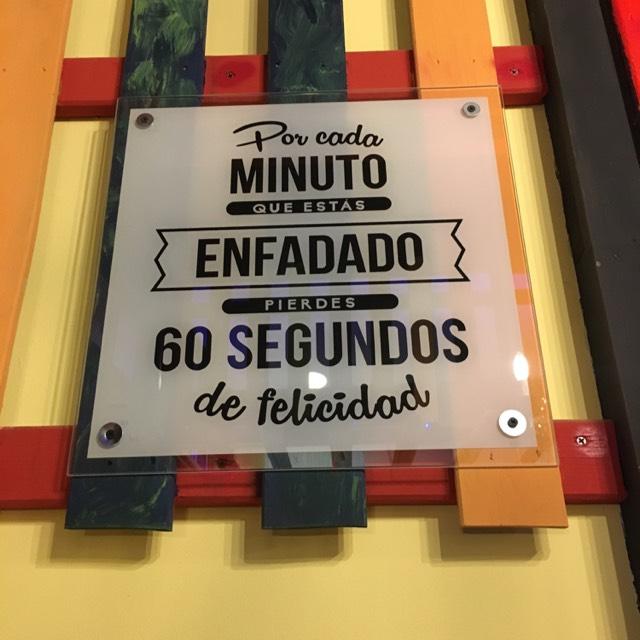 Por cada
MINUTO
QUE ESTÁS
ENFADADO
PIERDES
60 SEGUNDOS
de felicidad